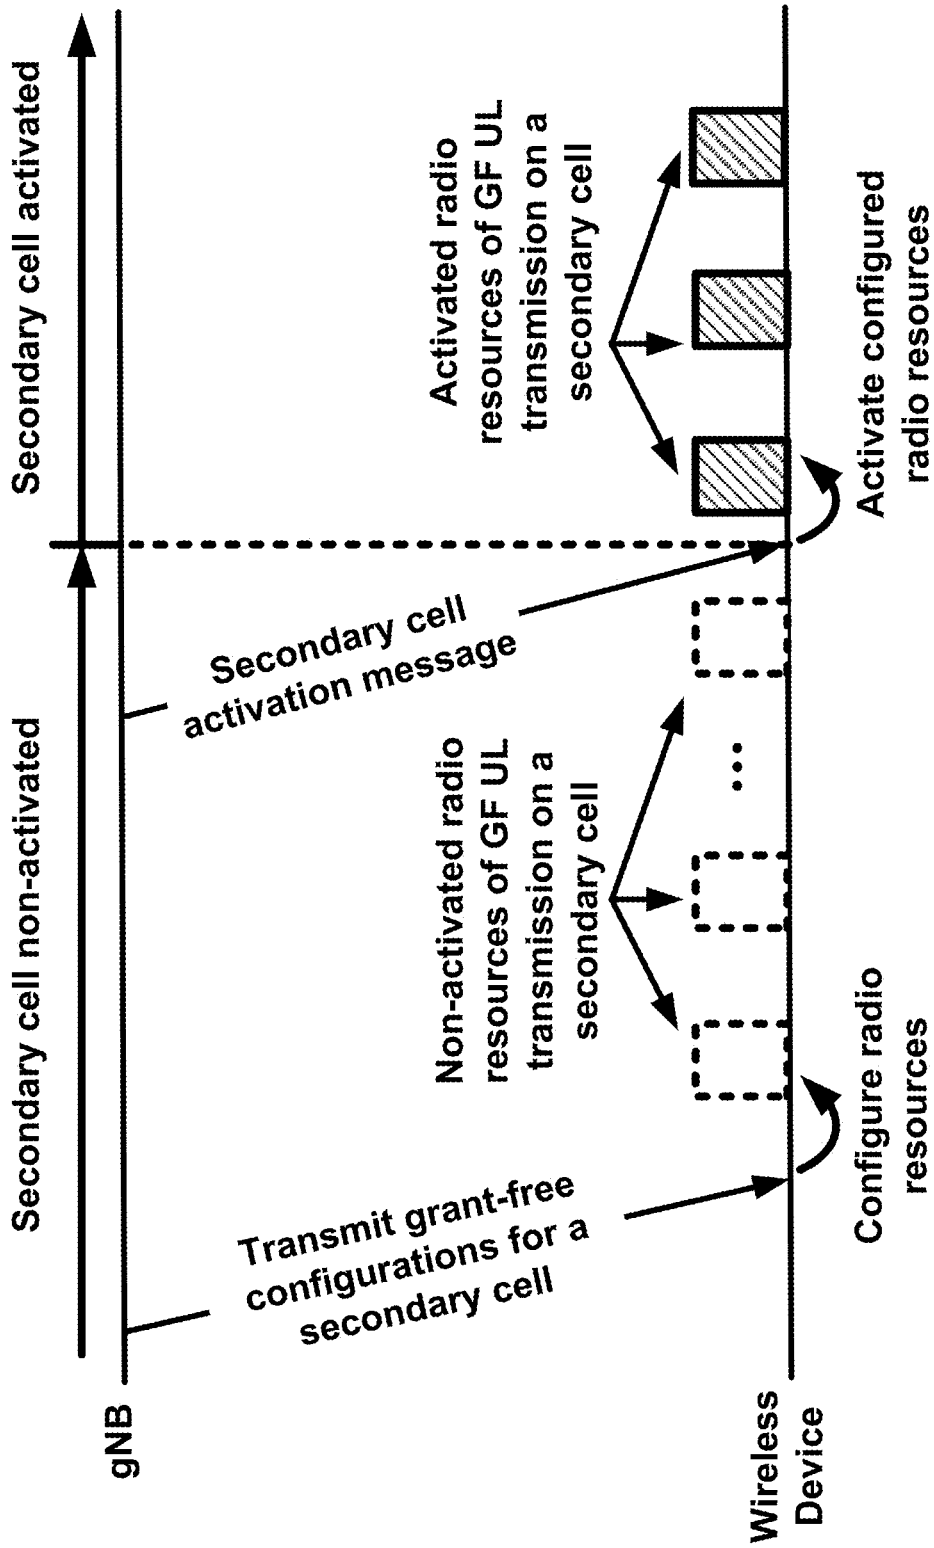 Secondary cell non-activated
Secondary cell activated
gNB
Transmit grant-free
configurations for a
secondary cell
Secondary cell
activation message
Non-activated radio
resources of GF UL
transmission on a
secondary cell
Activated radio
resources of GF UL
transmission on a
secondary cell
...
Wireless
Device
Configure radio
resources
Activate configured
radio resources